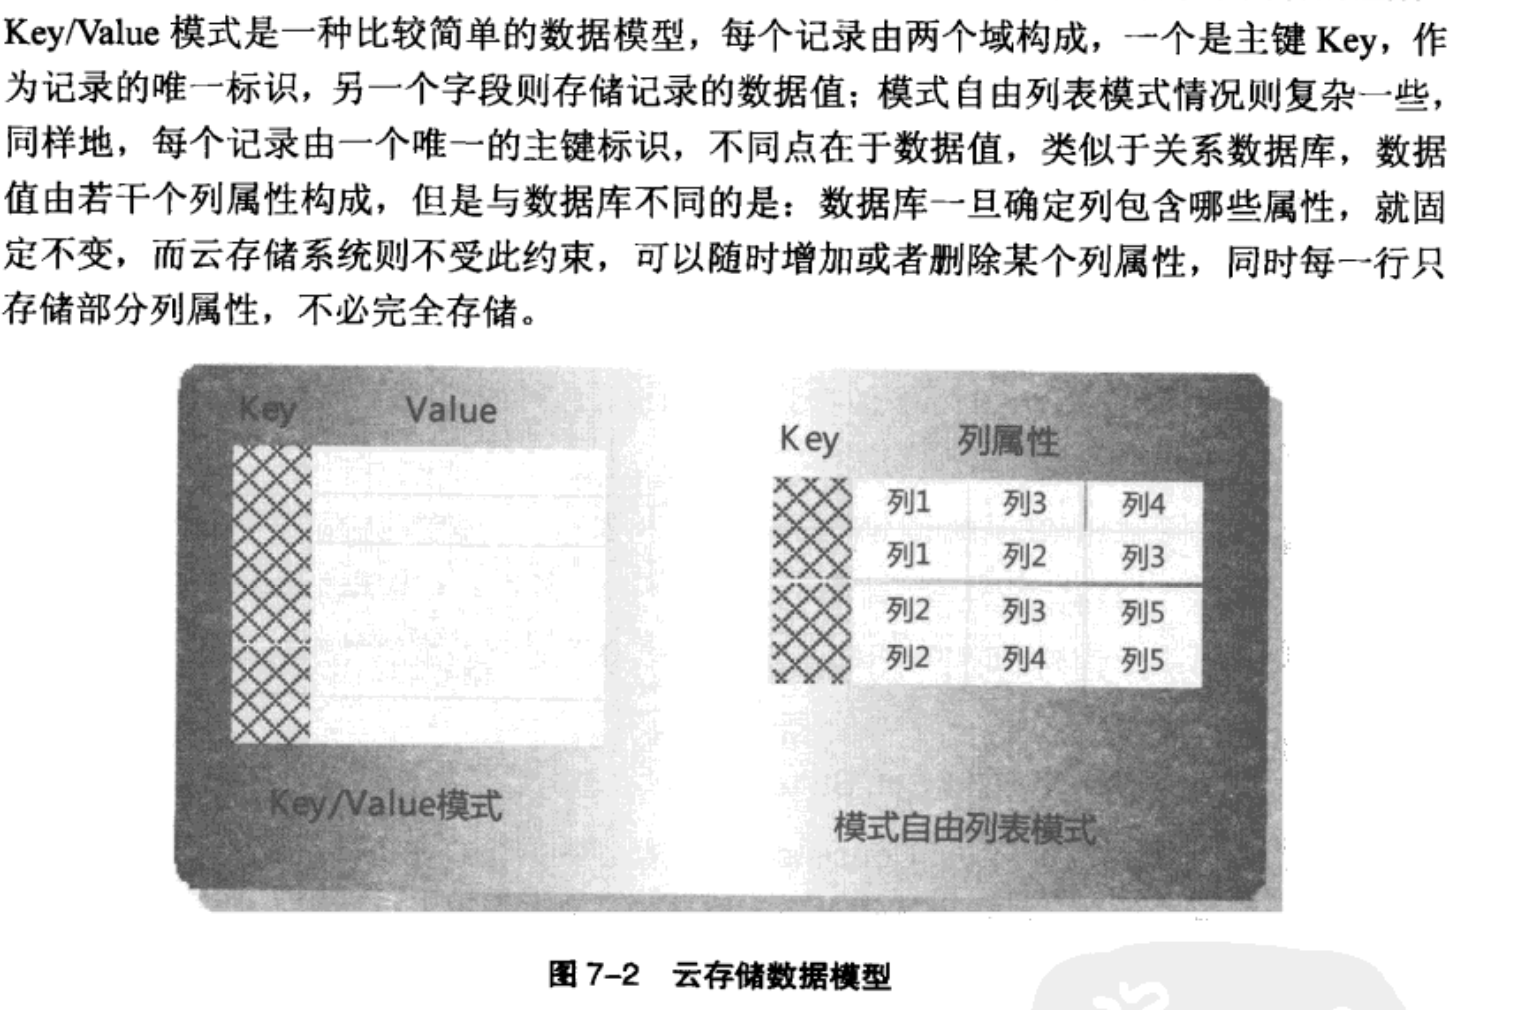 Key/Value 模式是一种比较简单的数据模型，每个记录由两个域构成，一个是主键 Key，作
为记录的唯一标识，另一个字段则存储记录的数据值；模式自由列表模式情况则复杂一些，
同样地，每个记录由一个唯一的主键标识，不同点在于数据值，类似于关系数据库，数据
值由若干个列属性构成，但是与数据库不同的是：数据库一旦确定列包含哪些属性，就固
定不变，而云存储系统则不受此约束，可以随时增加或者删除某个列属性，同时每一行只
存储部分列属性，不必完全存储。
Key Value
Key/Value模式
Key 列属性
列1 列3 列4
列1 列2 列3
列2 列3 列5
列2 列4 列5
模式自由列表模式
图 7-2 云存储数据模型